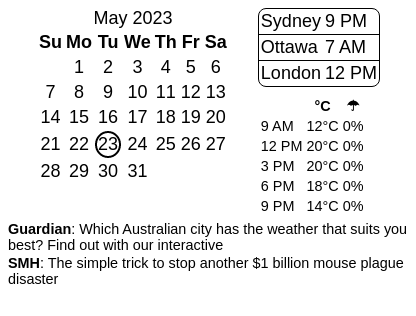 May 2023
Su Mo Tu We Th Fr Sa
1 2 3 4 5 6
7 8 9 10 11 12 13
14 15 16 17 18 19 20
21 22 23 24 25 26 27
28 29 30 31
Sydney 9 PM
Ottawa 7 AM
London 12 PM
°C ☂
9 AM 12°C 0%
12 PM 20°C 0%
3 PM 20°C 0%
6 PM 18°C 0%
9 PM 14°C 0%
Guardian: Which Australian city has the weather that suits you
best? Find out with our interactive
SMH: The simple trick to stop another $1 billion mouse plague
disaster